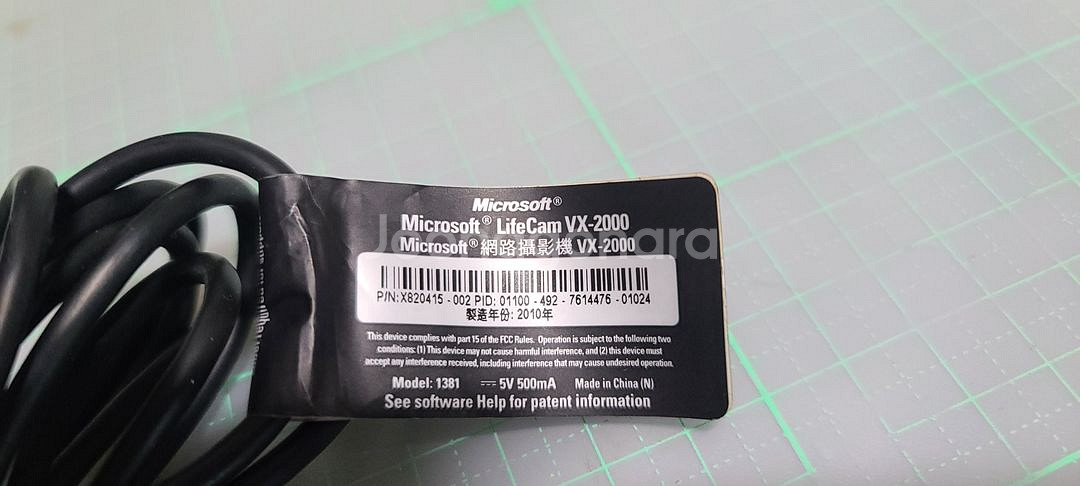 Microsoft®
Microsoft® LifeCam VX-2000
Microsoft® 網路攝影機 VX-2000
P/N:X820415 - 002 PID: 01100 - 492 - 7614476 - 01024
製造年份: 2010年
This device complies with part 15 of the FCC Rules. Operation is subject to the following two
conditions: (1) This device may not cause harmful interference, and (2) this device must
accept any interference received, including interference that may cause undesired operation.
Model: 1381 5V 500mA Made in China (N)
See software Help for patent information